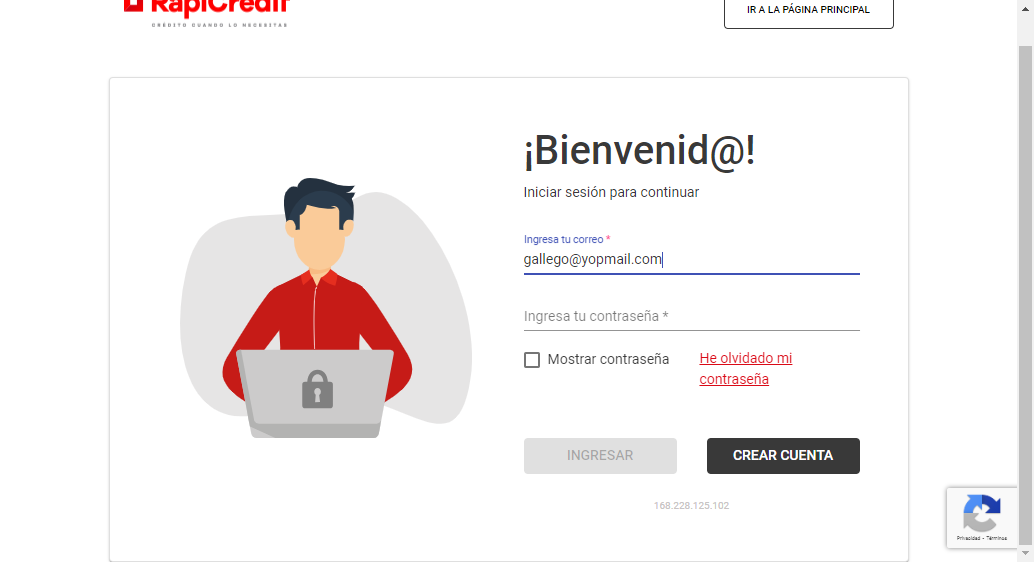 RapiCredit
CRÉDITO CUANDO LO NECESITAS
IR A LA PÁGINA PRINCIPAL
¡Bienvenid@!
Iniciar sesión para continuar
Ingresa tu correo *
gallego@yopmail.com
Ingresa tu contraseña *
Mostrar contraseña
He olvidado mi
contraseña
INGRESAR
CREAR CUENTA
168.228.125.102
Privacidad - Términos